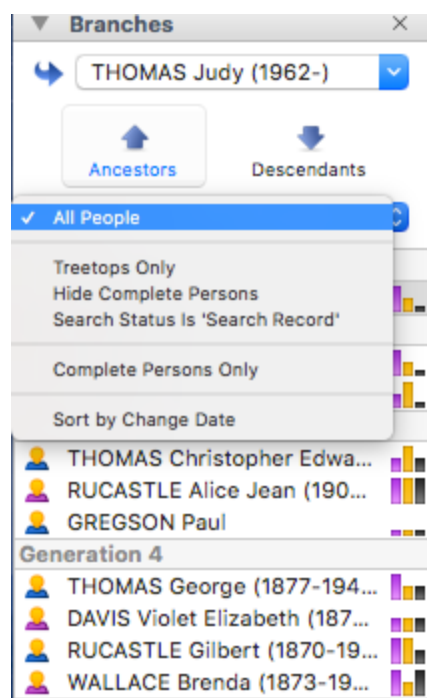 Branches
THOMAS Judy (1962-)
Ancestors Descendants
✓ All People
Treetops Only
Hide Complete Persons
Search Status Is 'Search Record'
Complete Persons Only
Sort by Change Date
THOMAS Christopher Edwa...
RUCASTLE Alice Jean (190...
GREGSON Paul
Generation 4
THOMAS George (1877-194...
DAVIS Violet Elizabeth (187...
RUCASTLE Gilbert (1870-19...
WALLACE Brenda (1873-19...